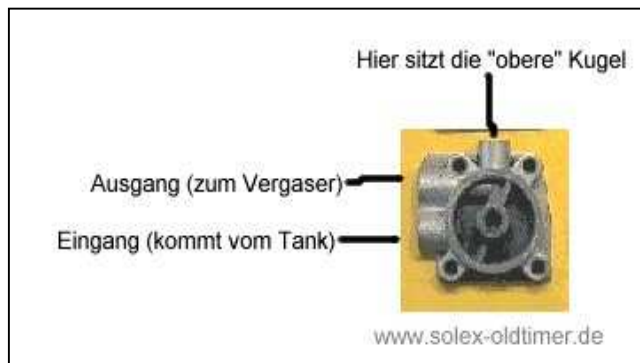 Hier sitzt die "obere" Kugel
Ausgang (zum Vergaser)
Eingang (kommt vom Tank)
www.solex-oldtimer.de